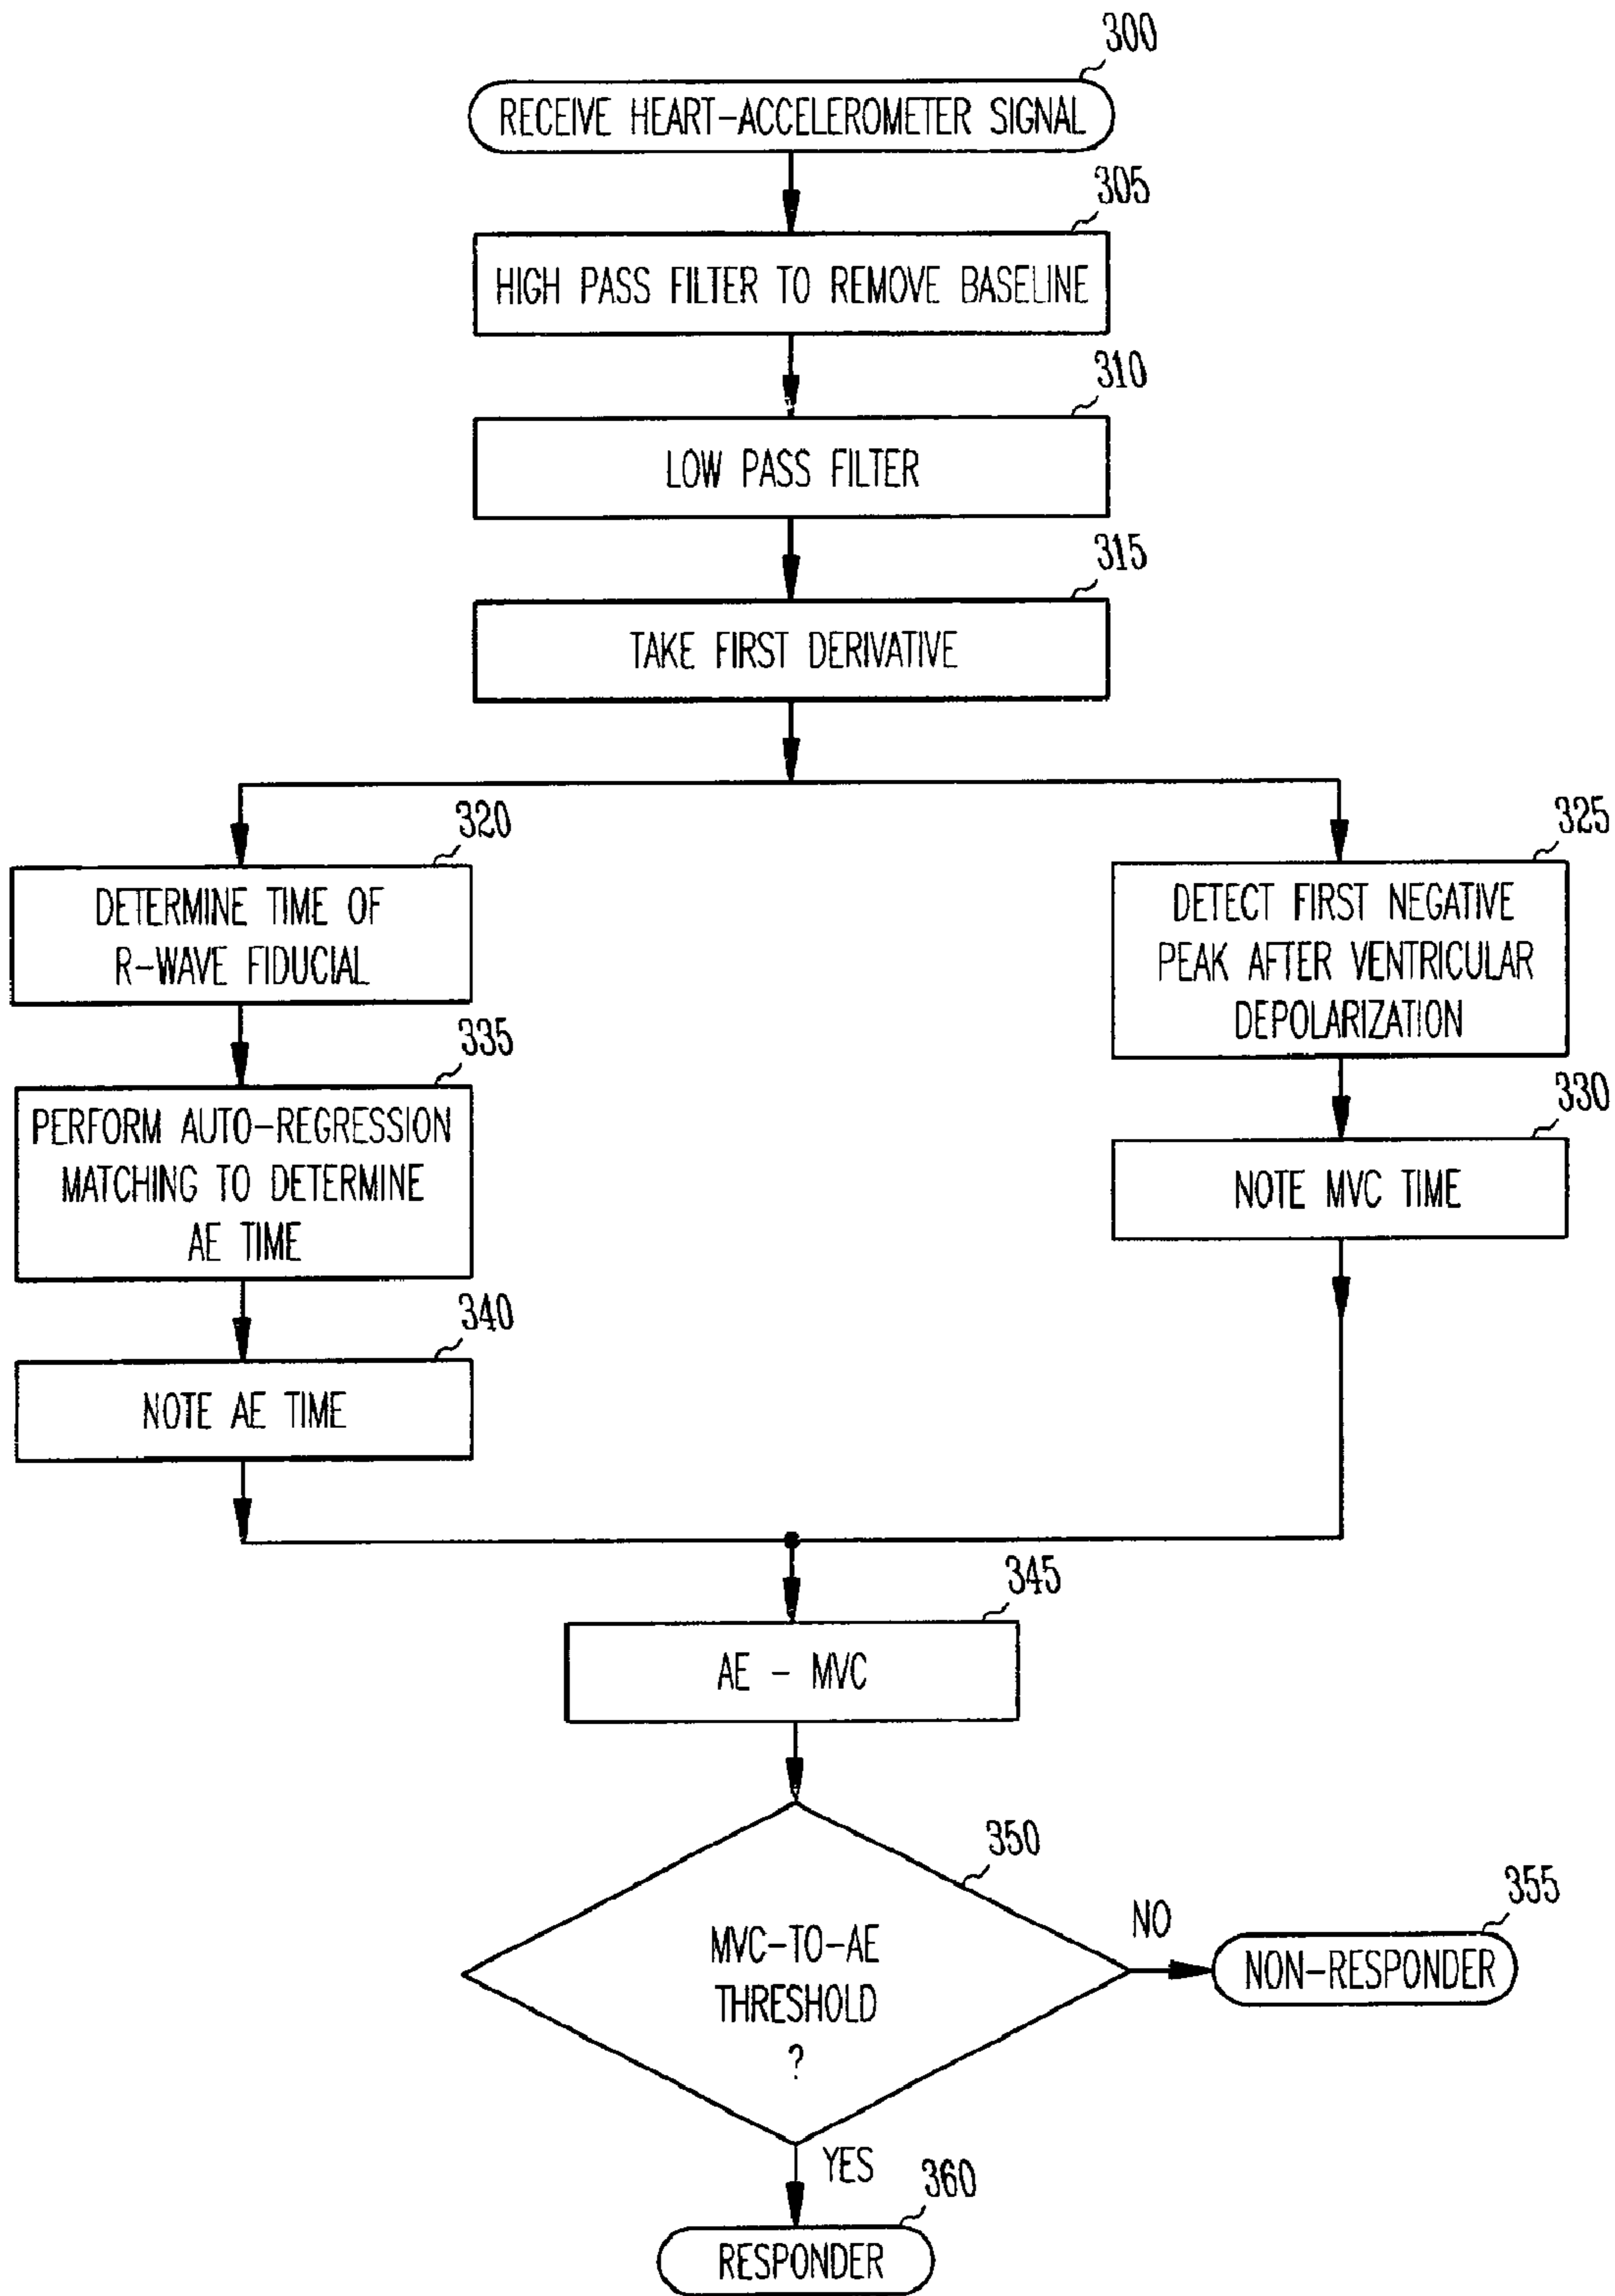 300
RECEIVE HEART-ACCELEROMETER SIGNAL
305
HIGH PASS FILTER TO REMOVE BASELINE
310
LOW PASS FILTER
315
TAKE FIRST DERIVATIVE
320
DETERMINE TIME OF
R-WAVE FIDUCIAL
325
DETECT FIRST NEGATIVE
PEAK AFTER VENTRICULAR
DEPOLARIZATION
335
PERFORM AUTO-REGRESSION
MATCHING TO DETERMINE
AE TIME
330
NOTE MVC TIME
340
NOTE AE TIME
345
AE - MVC
350
MVC-TO-AE
THRESHOLD
?
NO
355
NON-RESPONDER
YES
360
RESPONDER